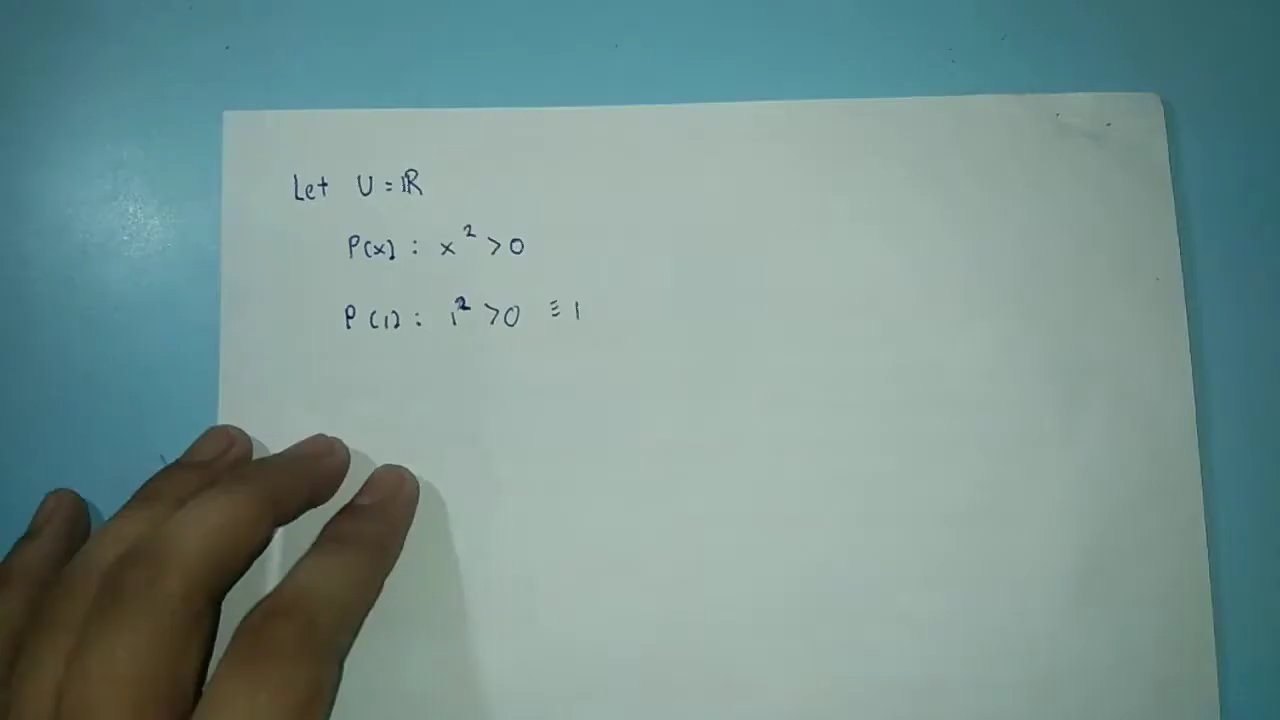 Let U = ℝ
P(x) : x² > 0
P(1) : 1² > 0 ≡ 1